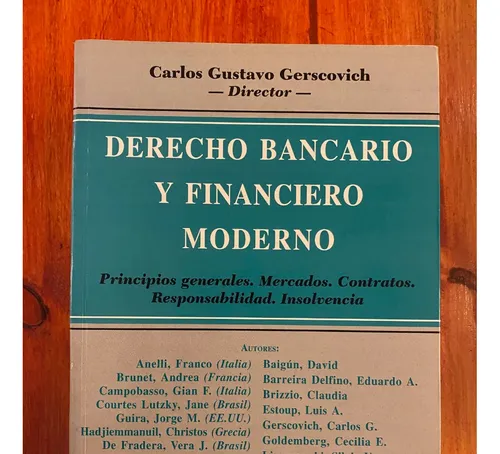 Carlos Gustavo Gerscovich
— Director —
DERECHO BANCARIO
Y FINANCIERO
MODERNO
Principios generales. Mercados. Contratos.
Responsabilidad. Insolvencia
AUTORES:
Anelli, Franco (Italia)
Brunet, Andrea (Francia)
Campobasso, Gian F. (Italia)
Courtes Lutzky, Jane (Brasil)
Guira, Jorge M. (EE.UU.)
Hadjiemmanuil, Christos (Grecia)
De Fradera, Vera J. (Brasil)
Baigún, David
Barreira Delfino, Eduardo A.
Brizzio, Claudia
Estoup, Luis A.
Gerscovich, Carlos G.
Goldemberg, Cecilia E.